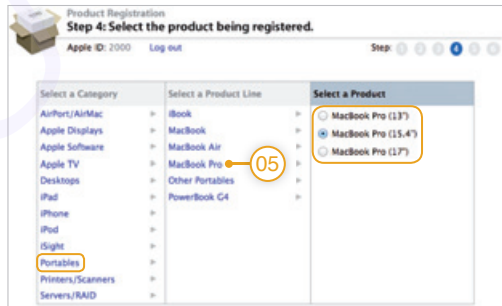 Product Registration
Step 4: Select the product being registered.
Apple ID: 2000 Log out Step: 4
Select a Category
AirPort/AirMac
Apple Displays
Apple Software
Apple TV
Desktops
iPad
iPhone
iPod
iSight
Portables
Printers/Scanners
Servers/RAID
Select a Product Line
iBook
MacBook
MacBook Air
MacBook Pro 05
Other Portables
PowerBook G4
Select a Product
MacBook Pro (13")
MacBook Pro (15.4")
MacBook Pro (17")